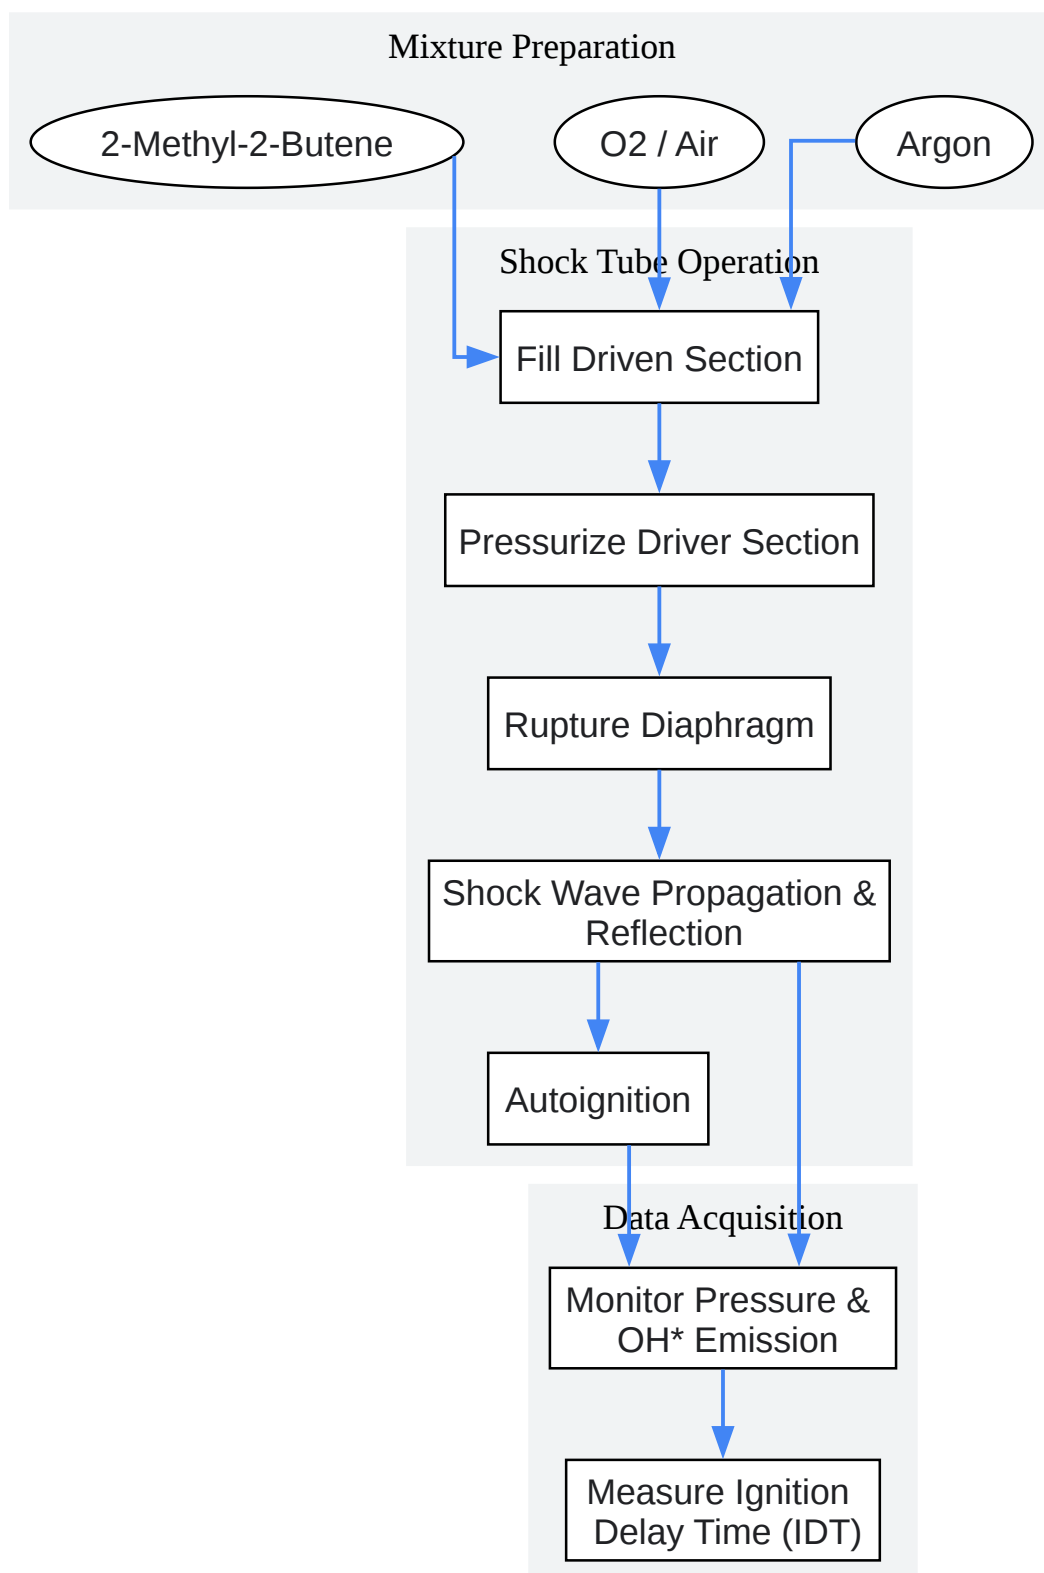 Mixture Preparation
2-Methyl-2-Butene
O2 / Air
Argon
Shock Tube Operation
Fill Driven Section
Pressurize Driver Section
Rupture Diaphragm
Shock Wave Propagation &
Reflection
Autoignition
Data Acquisition
Monitor Pressure &
OH* Emission
Measure Ignition
Delay Time (IDT)